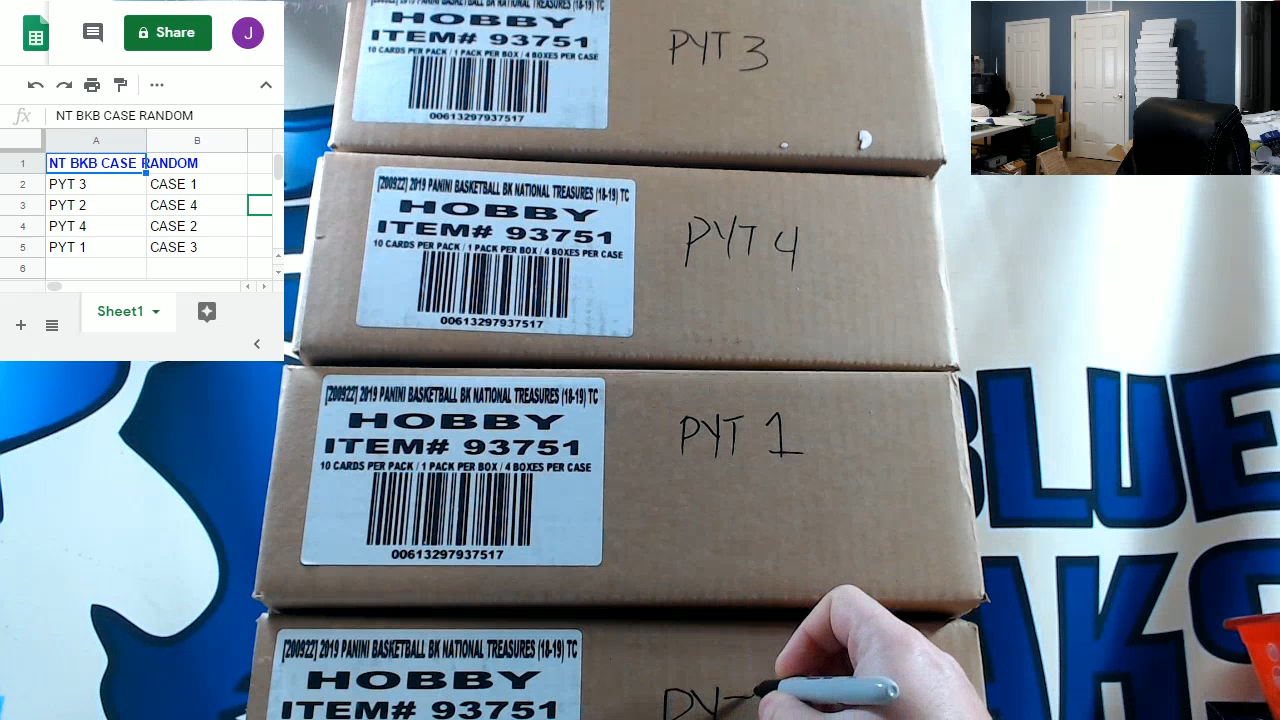 Share
J
fx NT BKB CASE RANDOM
A B
1 NT BKB CASE RANDOM
2 PYT 3 CASE 1
3 PYT 2 CASE 4
4 PYT 4 CASE 2
5 PYT 1 CASE 3
6
Sheet1
HOBBY
ITEM# 93751
10 CARDS PER PACK / 1 PACK PER BOX / 4 BOXES PER CASE
00613297937517
PYT 3
[200922] 2019 PANINI BASKETBALL BK NATIONAL TREASURES (18-19) TC
HOBBY
ITEM# 93751
10 CARDS PER PACK / 1 PACK PER BOX / 4 BOXES PER CASE
00613297937517
PYT 4
[200922] 2019 PANINI BASKETBALL BK NATIONAL TREASURES (18-19) TC
HOBBY
ITEM# 93751
10 CARDS PER PACK / 1 PACK PER BOX / 4 BOXES PER CASE
00613297937517
PYT 1
[200922] 2019 PANINI BASKETBALL BK NATIONAL TREASURES (18-19) TC
HOBBY
ITEM# 93751
BLUE